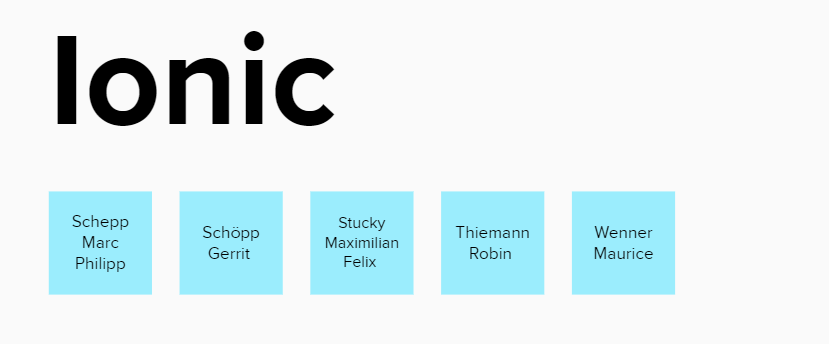 Ionic
Schepp
Marc
Philipp
Schöpp
Gerrit
Stucky
Maximilian
Felix
Thiemann
Robin
Wenner
Maurice